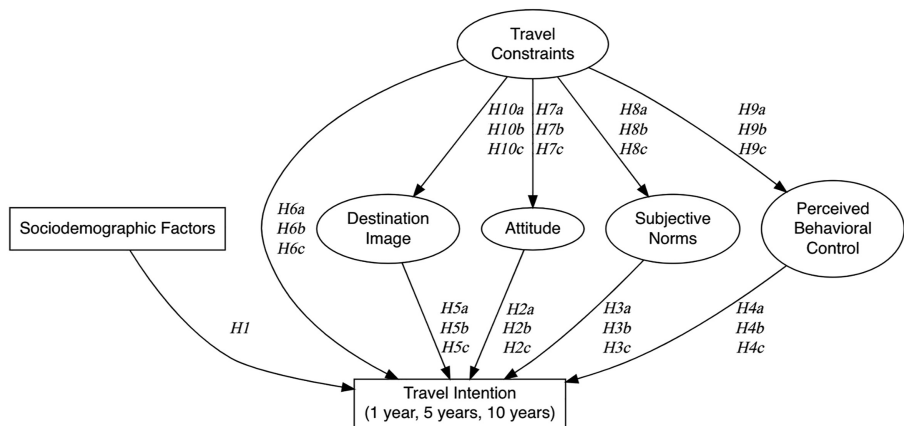 Travel
Constraints
H10a
H10b
H10c
H7a
H7b
H7c
H8a
H8b
H8c
H9a
H9b
H9c
H6a
H6b
H6c
Sociodemographic Factors
Destination
Image
Attitude
Subjective
Norms
Perceived
Behavioral
Control
H1
H5a
H5b
H5c
H2a
H2b
H2c
H3a
H3b
H3c
H4a
H4b
H4c
Travel Intention
(1 year, 5 years, 10 years)